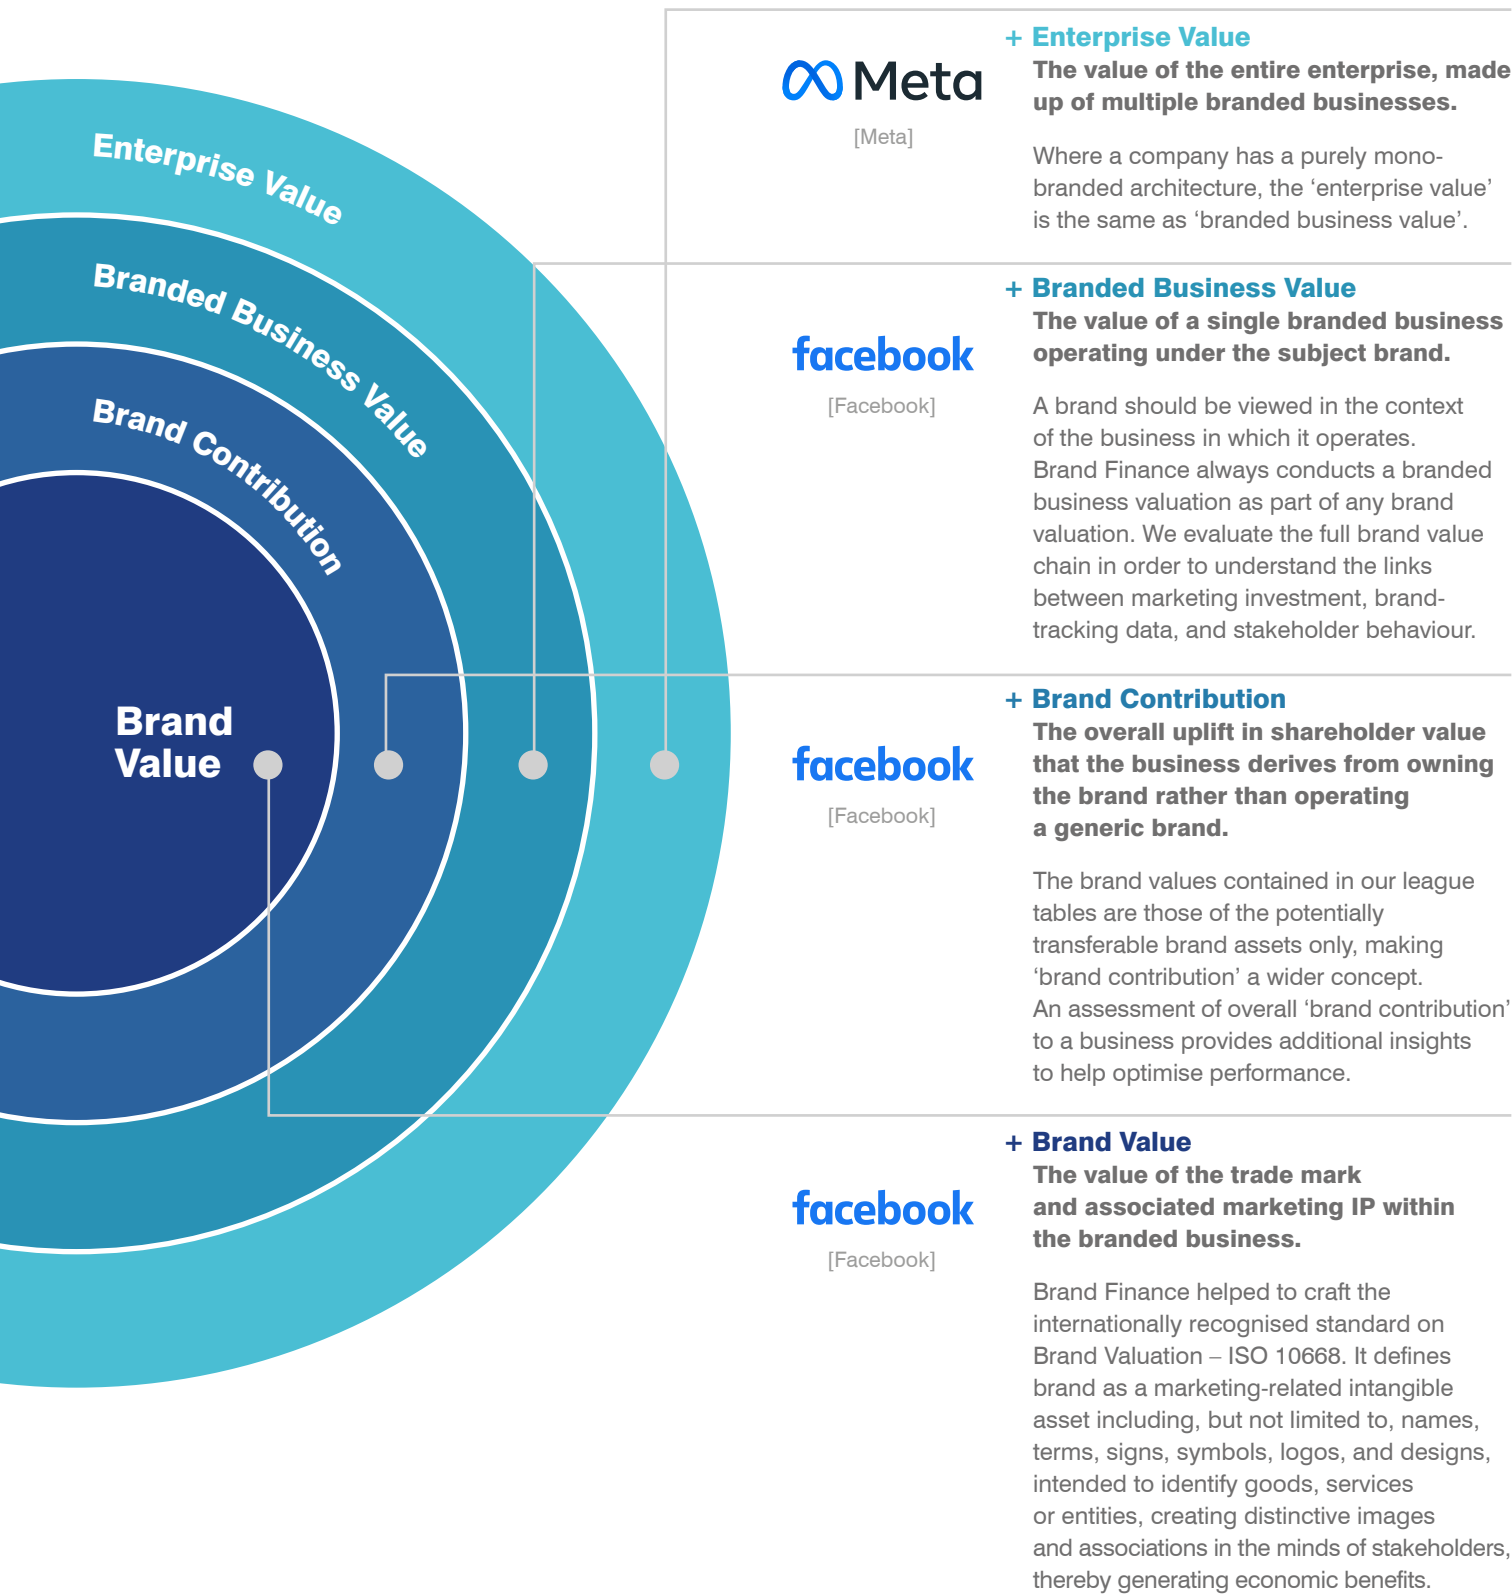 Enterprise Value
Branded Business Value
Brand Contribution
Brand
Value
Meta
[Meta]
+ Enterprise Value
The value of the entire enterprise, made
up of multiple branded businesses.
Where a company has a purely mono-
branded architecture, the ‘enterprise value’
is the same as ‘branded business value’.
facebook
[Facebook]
+ Branded Business Value
The value of a single branded business
operating under the subject brand.
A brand should be viewed in the context
of the business in which it operates.
Brand Finance always conducts a branded
business valuation as part of any brand
valuation. We evaluate the full brand value
chain in order to understand the links
between marketing investment, brand-
tracking data, and stakeholder behaviour.
facebook
[Facebook]
+ Brand Contribution
The overall uplift in shareholder value
that the business derives from owning
the brand rather than operating
a generic brand.
The brand values contained in our league
tables are those of the potentially
transferable brand assets only, making
‘brand contribution’ a wider concept.
An assessment of overall ‘brand contribution’
to a business provides additional insights
to help optimise performance.
facebook
[Facebook]
+ Brand Value
The value of the trade mark
and associated marketing IP within
the branded business.
Brand Finance helped to craft the
internationally recognised standard on
Brand Valuation – ISO 10668. It defines
brand as a marketing-related intangible
asset including, but not limited to, names,
terms, signs, symbols, logos, and designs,
intended to identify goods, services
or entities, creating distinctive images
and associations in the minds of stakeholders,
thereby generating economic benefits.